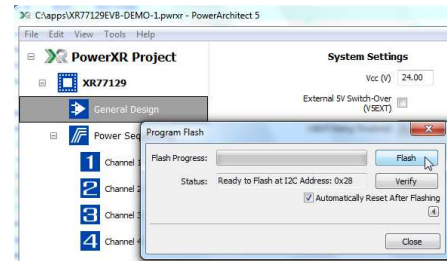 C:\apps\XR77129EVB-DEMO-1.pwrxr - PowerArchitect 5
File Edit View Tools Help
PowerXR Project
XR77129
General Design
Power Seq
Channel
Channel
Channel
Channel
1
2
3
4
System Settings
Vcc (V) 24.00
External 5V Switch-Over
(V5EXT)
Program Flash
Flash Progress:
Flash
Status: Ready to Flash at I2C Address: 0x28
Verify
Automatically Reset After Flashing
Close